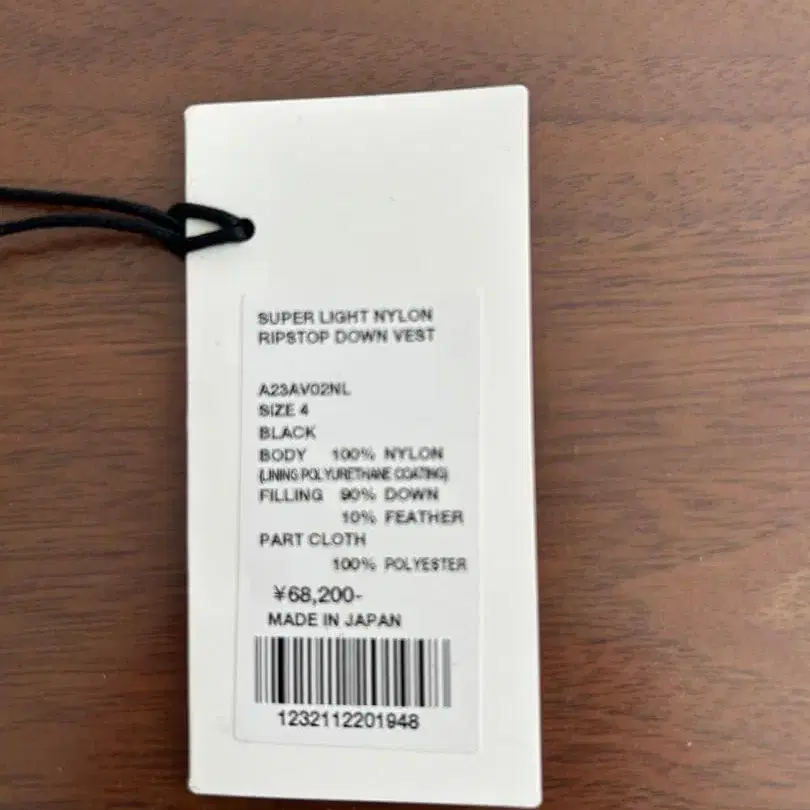 SUPER LIGHT NYLON
RIPSTOP DOWN VEST
A23AV02NL
SIZE 4
BLACK
BODY 100% NYLON
(LINING POLYURETHANE COATING)
FILLING 90% DOWN
10% FEATHER
PART CLOTH
100% POLYESTER
¥68,200-
MADE IN JAPAN
1232112201948